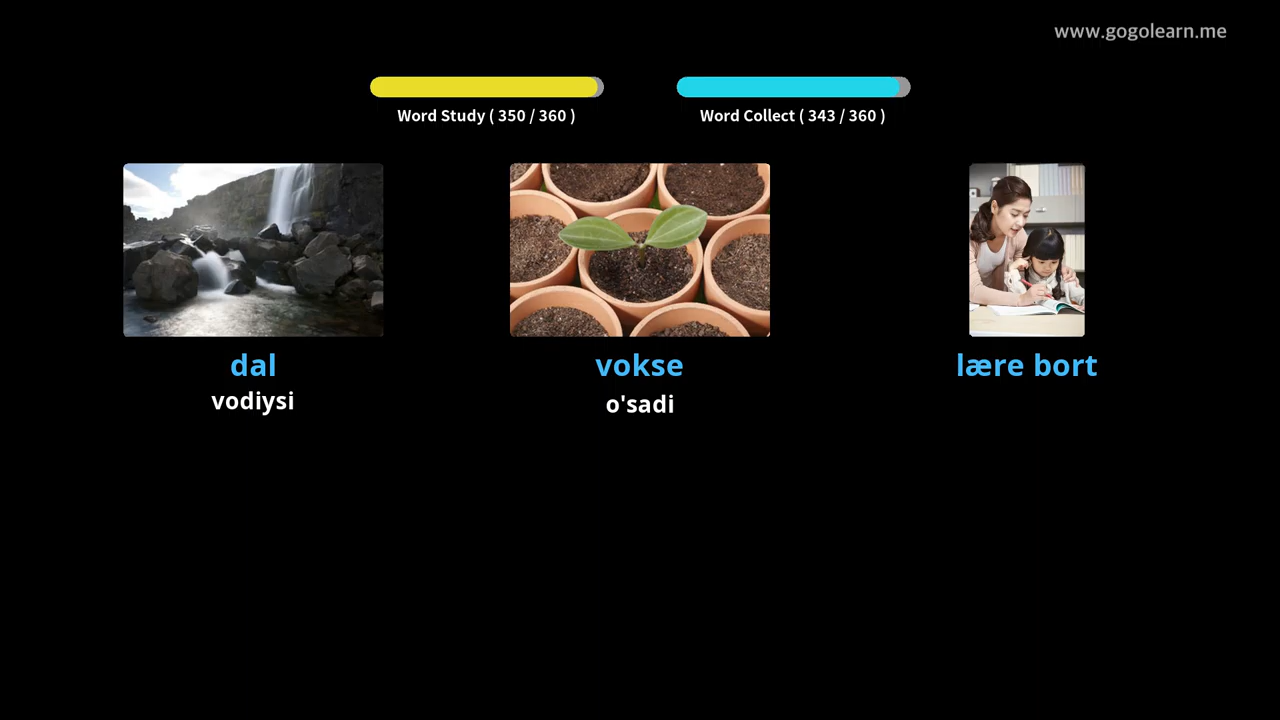 www.gogolearn.me
Word Study ( 350 / 360 )
Word Collect ( 343 / 360 )
dal
vokse
lære bort
vodiysi
o'sadi